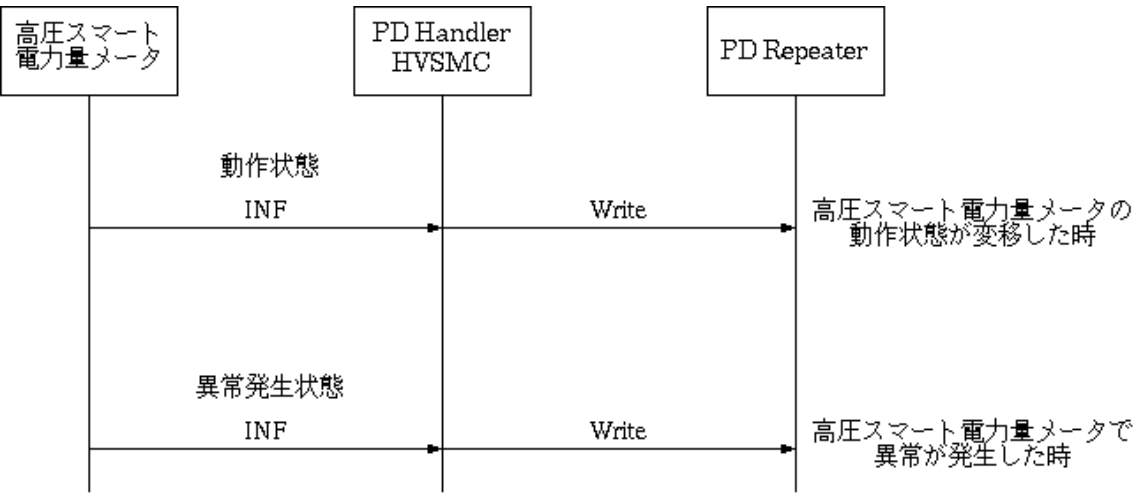 高圧スマート
電力量メータ
PD Handler
HVSMC
PD Repeater
動作状態
INF
Write
高圧スマート電力量メータの
動作状態が変移した時
異常発生状態
INF
Write
高圧スマート電力量メータで
異常が発生した時